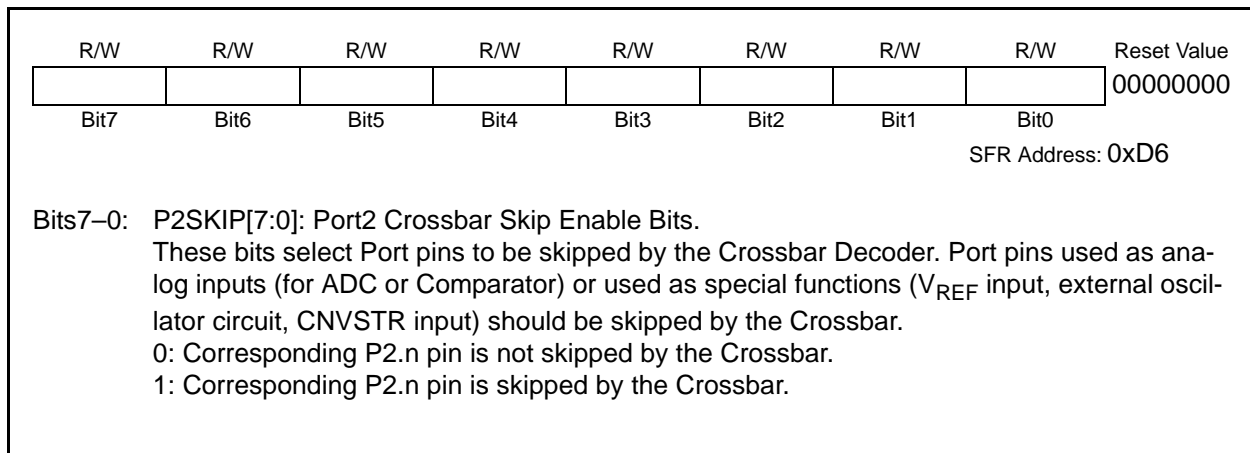 R/W R/W R/W R/W R/W R/W R/W R/W Reset Value
00000000
Bit7 Bit6 Bit5 Bit4 Bit3 Bit2 Bit1 Bit0
SFR Address: 0xD6
Bits7–0: P2SKIP[7:0]: Port2 Crossbar Skip Enable Bits.
These bits select Port pins to be skipped by the Crossbar Decoder. Port pins used as ana-
log inputs (for ADC or Comparator) or used as special functions (VREF input, external oscil-
lator circuit, CNVSTR input) should be skipped by the Crossbar.
0: Corresponding P2.n pin is not skipped by the Crossbar.
1: Corresponding P2.n pin is skipped by the Crossbar.